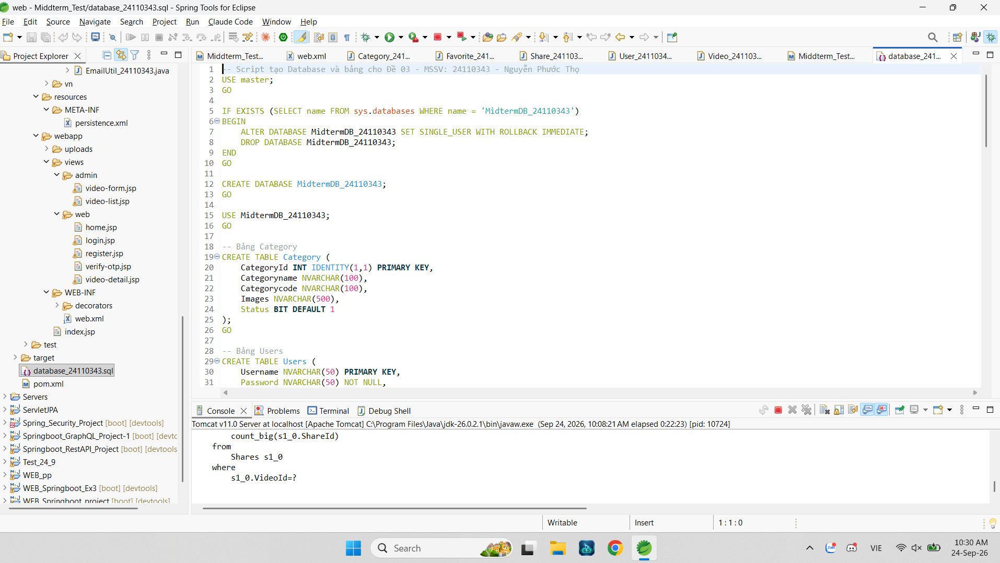 web - Middterm_Test/database_24110343.sql - Spring Tools for Eclipse
File Edit Source Navigate Search Project Run Claude Code Window Help
Project Explorer
EmailUtil_24110343.java
vn
resources
META-INF
persistence.xml
webapp
uploads
views
admin
video-form.jsp
video-list.jsp
web
home.jsp
login.jsp
register.jsp
verify-otp.jsp
video-detail.jsp
WEB-INF
decorators
web.xml
index.jsp
test
target
database_24110343.sql
pom.xml
Servers
ServletJPA
Spring_Security_Project [boot] [devtools]
Springboot_GraphQL_Project-1 [boot] [devtc
Springboot_RestAPI_Project [boot] [devtools
Test_24_9
WEB_pp
WEB_Springboot_Ex3 [boot] [devtools]
WEB_Springboot_project [boot] [devtools]
Middterm_Test... web.xml Category_241... Favorite_241... Share_241103... User_2411034... Video_241103... Middterm_Test... database_241...
1 -- Script tạo Database và bảng cho Đề 03 - MSSV: 24110343 - Nguyễn Phước Thọ
2 USE master;
3 GO
4
5 IF EXISTS (SELECT name FROM sys.databases WHERE name = 'MidtermDB_24110343')
6 BEGIN
7 ALTER DATABASE MidtermDB_24110343 SET SINGLE_USER WITH ROLLBACK IMMEDIATE;
8 DROP DATABASE MidtermDB_24110343;
9 END
10 GO
11
12 CREATE DATABASE MidtermDB_24110343;
13 GO
14
15 USE MidtermDB_24110343;
16 GO
17
18 -- Bảng Category
19 CREATE TABLE Category (
20 CategoryId INT IDENTITY(1,1) PRIMARY KEY,
21 Categoryname NVARCHAR(100),
22 Categorycode NVARCHAR(100),
23 Images NVARCHAR(500),
24 Status BIT DEFAULT 1
25 );
26 GO
27
28 -- Bảng Users
29 CREATE TABLE Users (
30 Username NVARCHAR(50) PRIMARY KEY,
31 Password NVARCHAR(50) NOT NULL,
Console Problems Terminal Debug Shell
Tomcat v11.0 Server at localhost [Apache Tomcat] C:\Program Files\Java\jdk-26.0.2.1\bin\javaw.exe (Sep 24, 2026, 10:08:21 AM elapsed 0:22:23) [pid: 10724]
count_big(s1_0.ShareId)
from
Shares s1_0
where
s1_0.VideoId=?
Writable Insert 1 : 1 : 0
Search
Zalo
VIE
10:30 AM
24-Sep-26